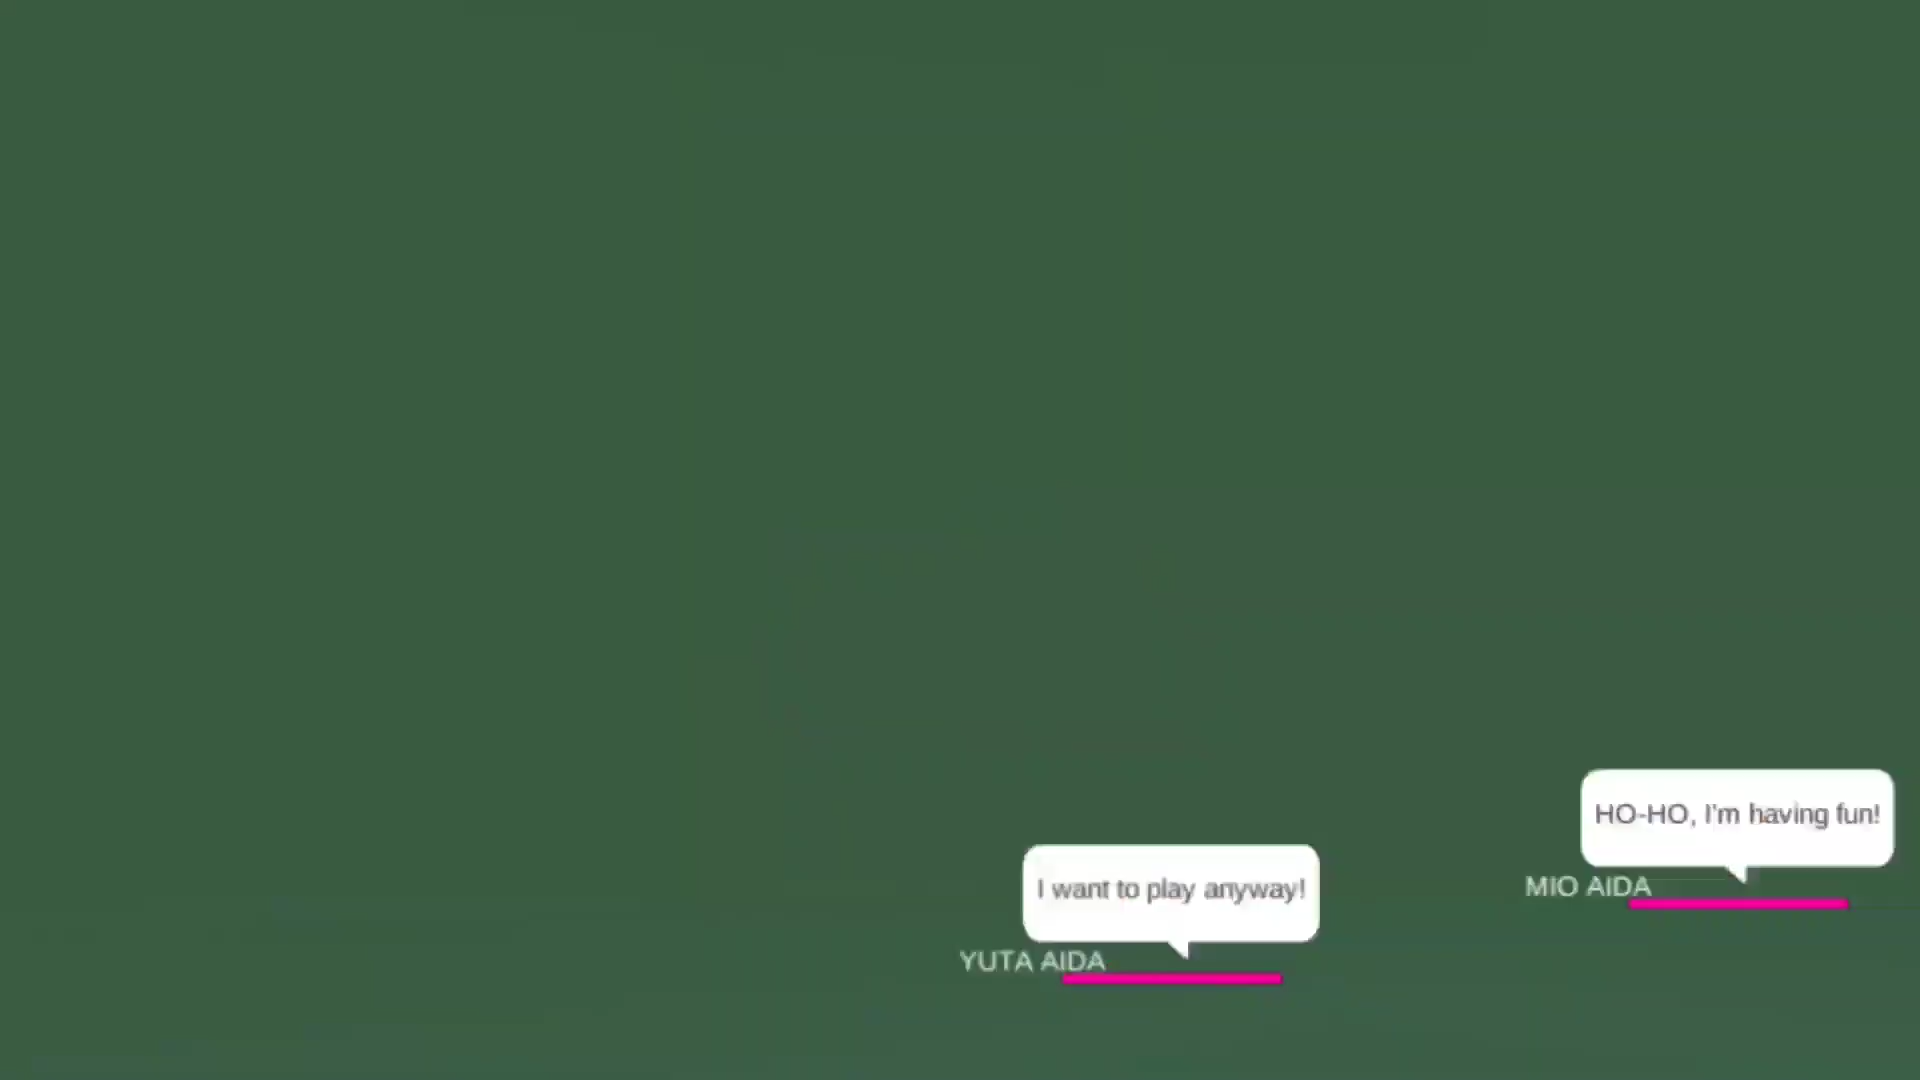 HO-HO, I'm having fun!
MIO AIDA
I want to play anyway!
YUTA AIDA